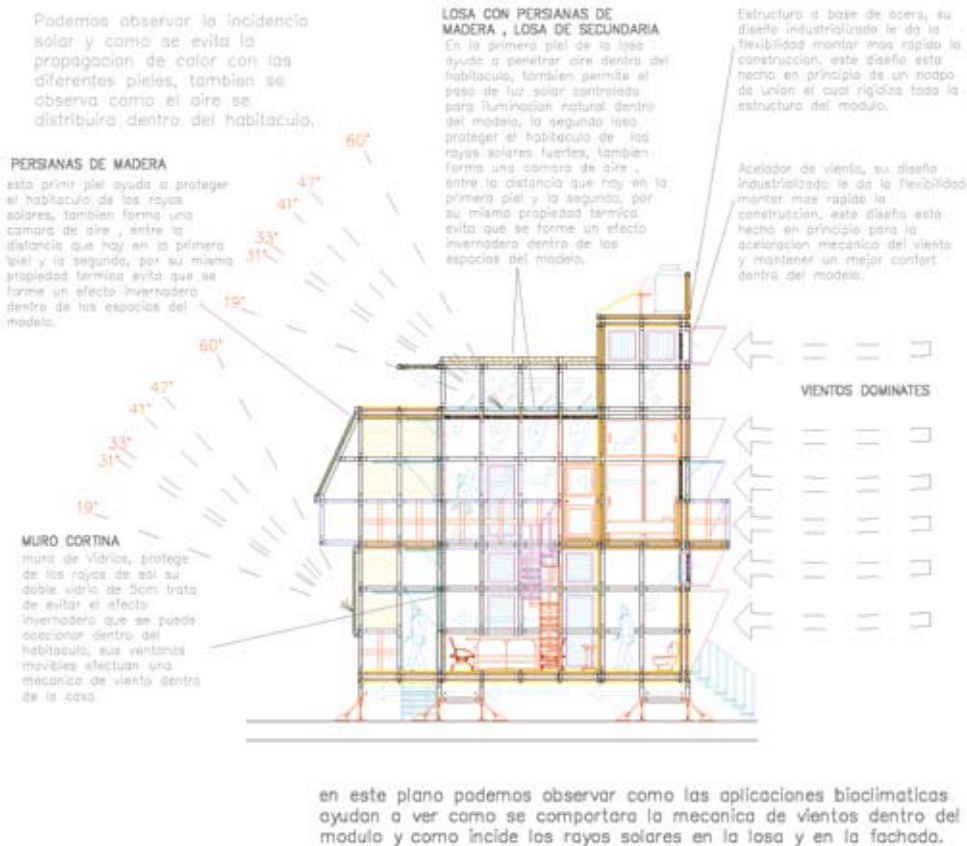 Podemos observar la incidencia
solar y como se evita la
propagacion de calor con las
diferentes pieles, tambien se
observa como el aire se
distribuira dentro del habitaculo.
LOSA CON PERSIANAS DE
MADERA , LOSA DE SECUNDARIA
En la primera piel de la losa
ayuda a penetrar aire dentro del
habitaculo, tambien permite el
paso de luz solar controlada
para iluminacion natural dentro
del modelo, la segunda losa
proteger el habitaculo de los
rayos solares fuertes, tambien
forma una camara de aire ,
entre la distancia que hay en la
primera piel y la segunda, por
su misma propiedad termica
evita que se forme un efecto
invernadero dentro de los
espacios del modelo.
Estructura a base de acero, su
diseño industrializado le da la
flexibilidad montar mas rapido la
construccion, este diseño esta
hecho en principio de un nodpo
de union el cual rigidiza toda la
estructura del modulo.
Acelador de viento, su diseño
industrializado le da la flexibilidad
montar mas rapido la
construccion, este diseño esta
hecho en principio para la
aceloracion mecanica del viento
y mantener un mejor confort
dentro del modelo.
PERSIANAS DE MADERA
esta primr piel ayuda a proteger
el habitaculo de los rayos
solares, tambien forma una
camara de aire , entre la
distancia que hay en la primera
piel y la segunda, por su misma
propiedad termica evita que se
forme un efecto invernadero
dentro de los espacios del
modelo.
60°
47°
41°
33°
31°
19°
60°
47°
41°
33°
31°
19°
VIENTOS DOMINATES
MURO CORTINA
muro de Vidrios, protege
de los rayos de sol su
doble vidrio de 5cm trata
de evitar el efecto
invernadero que se puede
ocacionar dentro del
habitaculo, sus ventanas
movibles efectuan una
mecanica de viento dentro
de la casa.
en este plano podemos observar como las aplicaciones bioclimaticas
ayudan a ver como se comportara la mecanica de vientos dentro del
modulo y como incide los rayos solares en la losa y en la fachada.